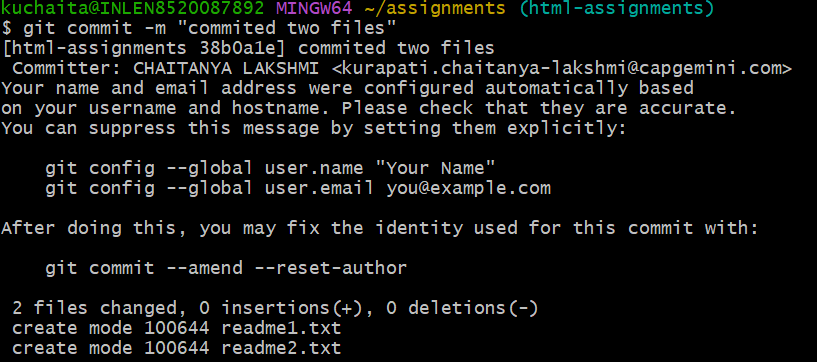 kuchaita@INLEN8520087892 MINGW64 ~/assignments (html-assignments)
$ git commit -m "commited two files"
[html-assignments 38b0a1e] commited two files
 Committer: CHAITANYA LAKSHMI <kurapati.chaitanya-lakshmi@capgemini.com>
Your name and email address were configured automatically based
on your username and hostname. Please check that they are accurate.
You can suppress this message by setting them explicitly:

    git config --global user.name "Your Name"
    git config --global user.email you@example.com

After doing this, you may fix the identity used for this commit with:

    git commit --amend --reset-author

 2 files changed, 0 insertions(+), 0 deletions(-)
 create mode 100644 readme1.txt
 create mode 100644 readme2.txt